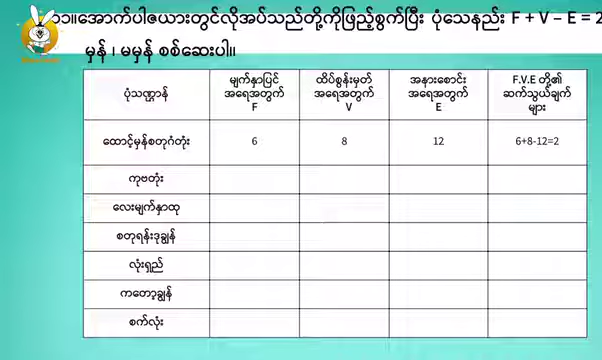 ၁၁။အောက်ပါဇယားတွင်လိုအပ်သည်တို့ကိုဖြည့်စွက်ပြီး ပုံသေနည်း F + V – E = 2
မှန် ၊ မမှန် စစ်ဆေးပါ။
ပုံသဏ္ဌာန် မျက်နှာပြင် အရေအတွက် F ထိပ်စွန်းမှတ် အရေအတွက် V အနားစောင်း အရေအတွက် E F.V.E တို့၏ ဆက်သွယ်ချက် များ
ထောင့်မှန်စတုဂံတုံး 6 8 12 6+8-12=2
ကုဗတုံး
လေးမျက်နှာထု
စတုရန်းဒုချွန်
လုံးရှည်
ကတော့ချွန်
စက်လုံး